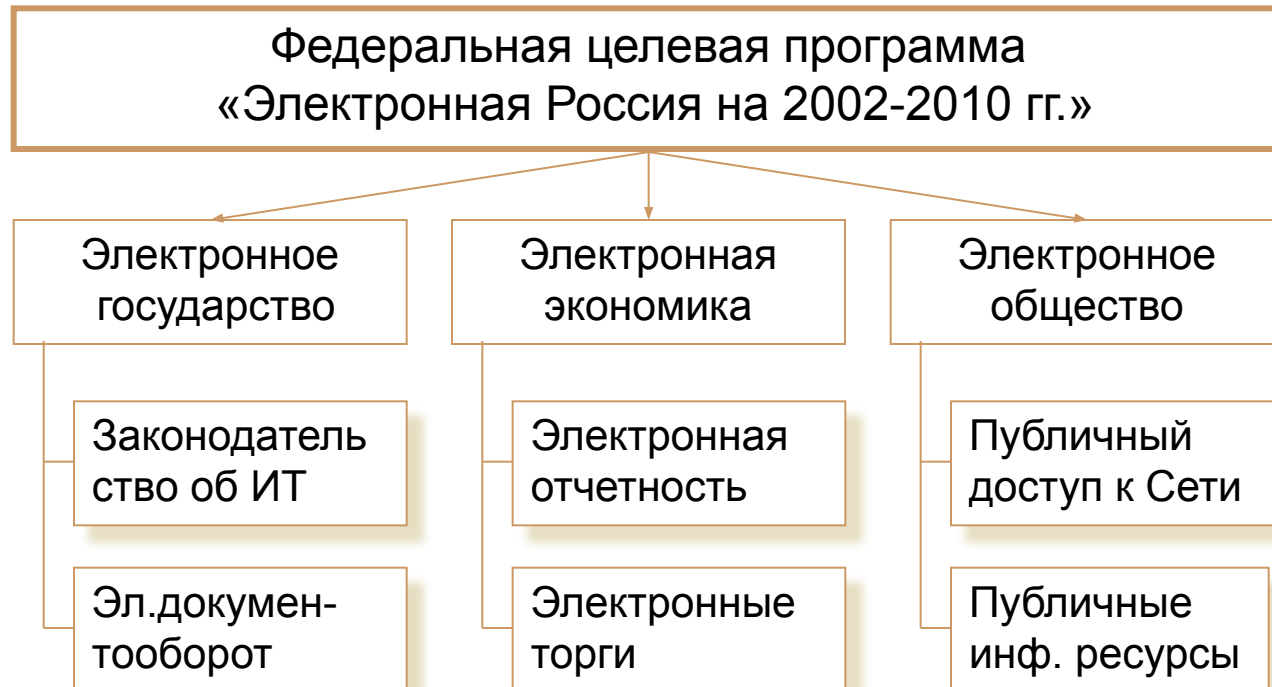 Федеральная целевая программа
«Электронная Россия на 2002-2010 гг.»
Электронное
государство
Электронная
экономика
Электронное
общество
Законодатель
ство об ИТ
Электронная
отчетность
Публичный
доступ к Сети
Эл.докумен-
тооборот
Электронные
торги
Публичные
инф. ресурсы